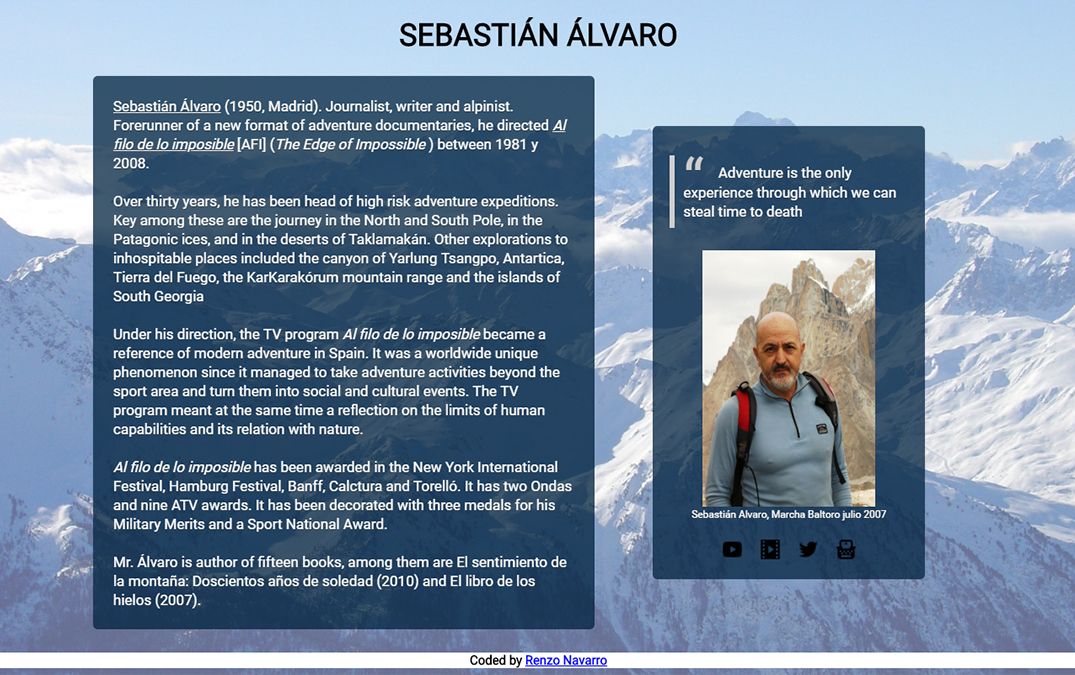 SEBASTIÁN ÁLVARO
Sebastián Álvaro (1950, Madrid). Journalist, writer and alpinist.
Forerunner of a new format of adventure documentaries, he directed Al
filo de lo imposible [AFI] (The Edge of Impossible ) between 1981 y
2008.
Over thirty years, he has been head of high risk adventure expeditions.
Key among these are the journey in the North and South Pole, in the
Patagonic ices, and in the deserts of Taklamakán. Other explorations to
inhospitable places included the canyon of Yarlung Tsangpo, Antartica,
Tierra del Fuego, the KarKarakórum mountain range and the islands of
South Georgia
Under his direction, the TV program Al filo de lo imposible became a
reference of modern adventure in Spain. It was a worldwide unique
phenomenon since it managed to take adventure activities beyond the
sport area and turn them into social and cultural events. The TV
program meant at the same time a reflection on the limits of human
capabilities and its relation with nature.
Al filo de lo imposible has been awarded in the New York International
Festival, Hamburg Festival, Banff, Calctura and Torelló. It has two Ondas
and nine ATV awards. It has been decorated with three medals for his
Military Merits and a Sport National Award.
Mr. Álvaro is author of fifteen books, among them are El sentimiento de
la montaña: Doscientos años de soledad (2010) and El libro de los
hielos (2007).
“ Adventure is the only
experience through which we can
steal time to death
Sebastián Alvaro, Marcha Baltoro julio 2007
Coded by Renzo Navarro